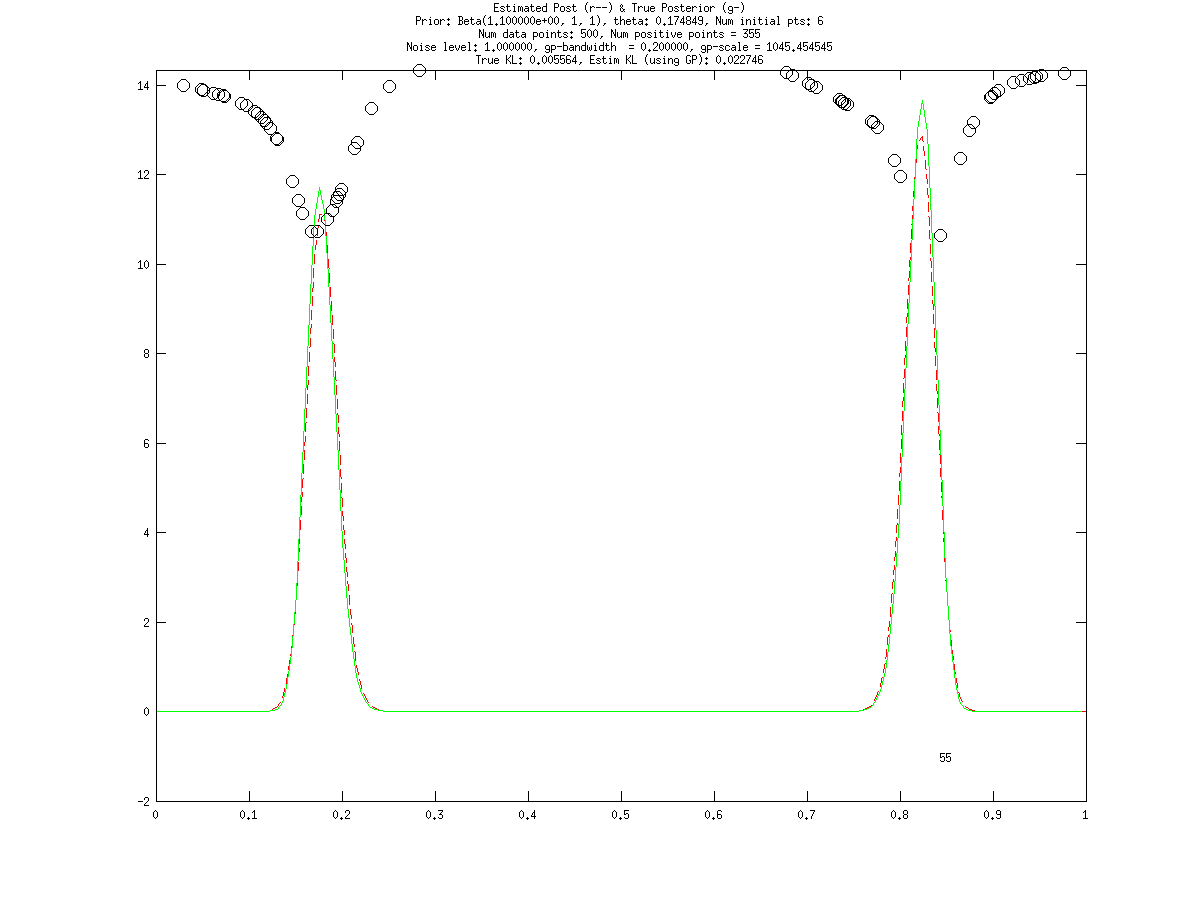 Estimated Post (r--) & True Posterior (g-)
Prior: Beta(1.100000e+00, 1, 1), theta: 0.174849, Num initial pts: 6
Num data points: 500, Num positive points = 355
Noise level: 1.000000, gp-bandwidth  = 0.200000, gp-scale = 1045.454545
True KL: 0.005564, Estim KL (using GP): 0.022746
14
12
10
8
6
4
2
0
55
-2
0 0.1 0.2 0.3 0.4 0.5 0.6 0.7 0.8 0.9 1